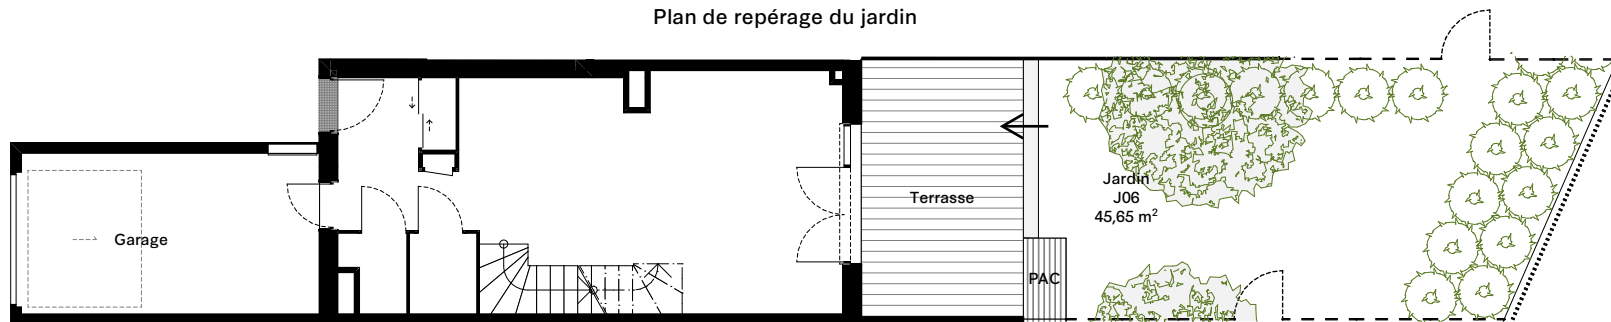 Plan de repérage du jardin
Garage
Terrasse
Jardin
J06
45,65 m²
PAC